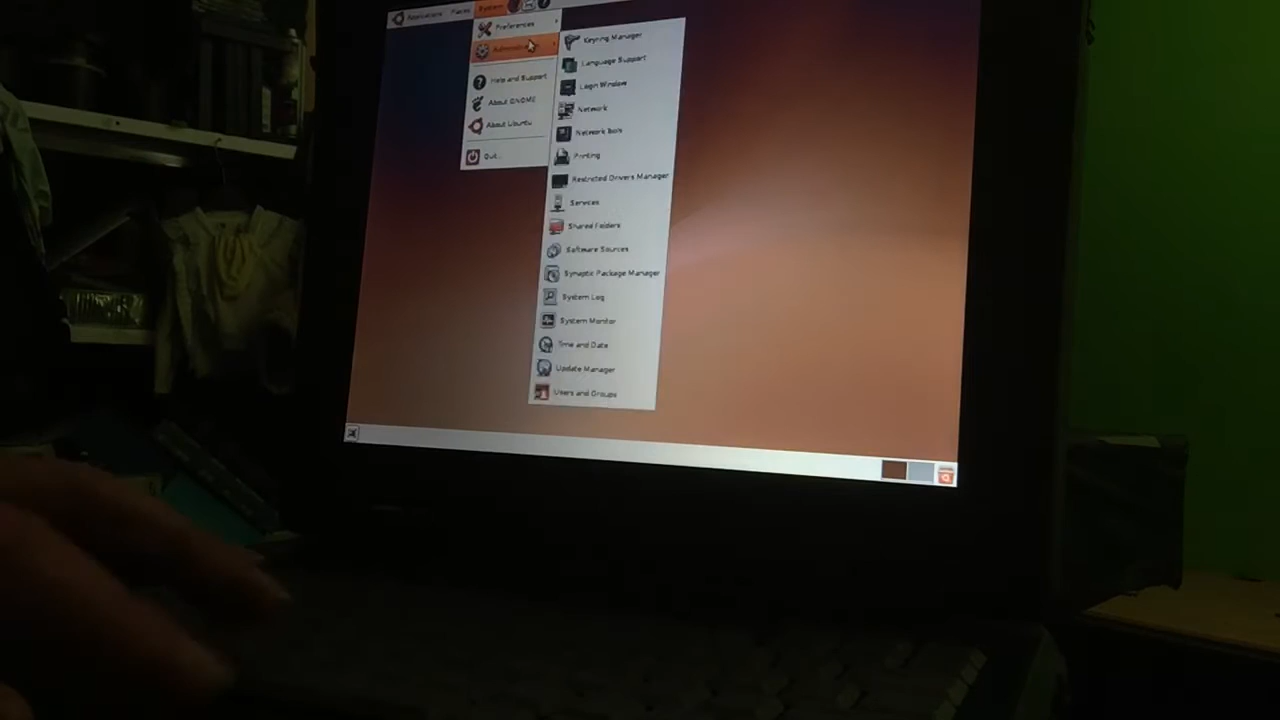 Applications Places System
Preferences
Administration
Help and Support
About GNOME
About Ubuntu
Quit...
Keyring Manager
Language Support
Login Window
Network
Network Tools
Printing
Restricted Drivers Manager
Services
Shared Folders
Software Sources
Synaptic Package Manager
System Log
System Monitor
Time and Date
Update Manager
Users and Groups